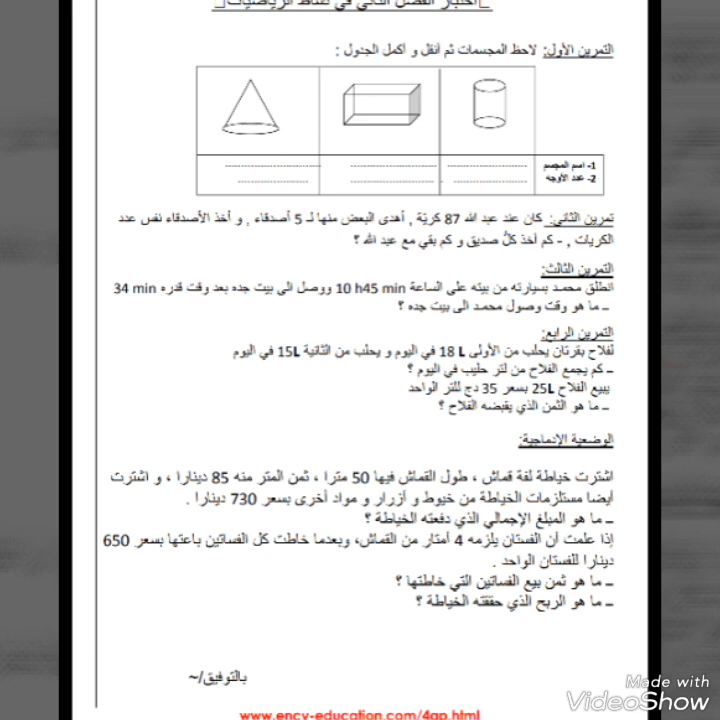 اختبار الفصل الثاني في نشاط الرياضيات
التمرين الأول: لاحظ المجسمات ثم أنقل و أكمل الجدول :
1- اسم المجسم
2- عدد الأوجه
تمرين الثاني: كان عند عبد الله 87 كريّة , أهدى البعض منها لـ 5 أصدقاء , و أخذ الأصدقاء نفس عدد
الكريات , - كم أخذ كلُّ صديق و كم بقي مع عبد الله ؟
التمرين الثالث:
انطلق محمد بسيارته من بيته على الساعة 10 h45 min ووصل الى بيت جده بعد وقت قدره 34 min
ـ ما هو وقت وصول محمد الى بيت جده ؟
التمرين الرابع:
لفلاح بقرتان يحلب من الأولى 18 L في اليوم و يحلب من الثانية 15L في اليوم
ـ كم يجمع الفلاح من لتر حليب في اليوم ؟
يبيع الفلاح 25L بسعر 35 دج للتر الواحد
ـ ما هو الثمن الذي يقبضه الفلاح ؟
الوضعية الإدماجية:
اشترت خياطة لفة قماش ، طول القماش فيها 50 مترا ، ثمن المتر منه 85 دينارا ، و اشترت
أيضا مستلزمات الخياطة من خيوط و أزرار و مواد أخرى بسعر 730 دينارا .
ـ ما هو المبلغ الإجمالي الذي دفعته الخياطة ؟
إذا علمت أن الفستان يلزمه 4 أمتار من القماش، وبعدما خاطت كل الفساتين باعتها بسعر 650
دينارا للفستان الواحد .
ـ ما هو ثمن بيع الفساتين التي خاطتها ؟
ـ ما هو الربح الذي حققته الخياطة ؟
بالتوفيق/~
www.ency-education.com/4ap.html
Made with
VideoShow